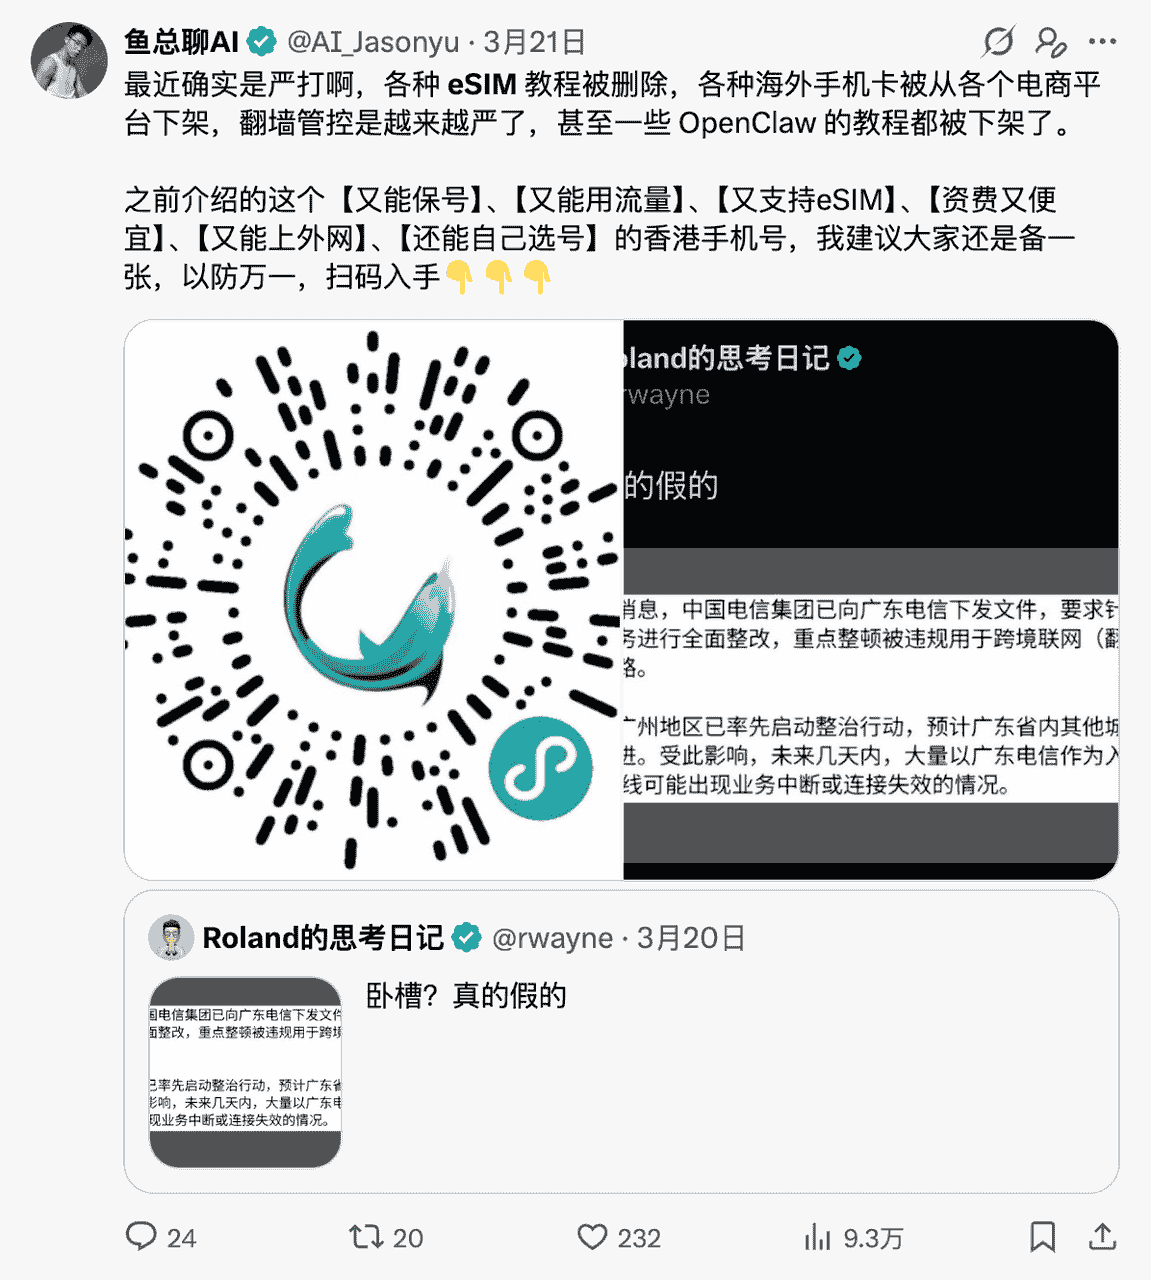 鱼总聊AI @AI_Jasonyu · 3月21日
最近确实是严打啊，各种 eSIM 教程被删除，各种海外手机卡被从各个电商平
台下架，翻墙管控是越来越严了，甚至一些 OpenClaw 的教程都被下架了。
之前介绍的这个【又能保号】、【又能用流量】、【又支持eSIM】、【资费又便
宜】、【又能上外网】、【还能自己选号】的香港手机号，我建议大家还是备一
张，以防万一，扫码入手👇👇👇
oland的思考日记
rwayne
的假的
消息，中国电信集团已向广东电信下发文件，要求针
务进行全面整改，重点整顿被违规用于跨境联网（翻
路。
广州地区已率先启动整治行动，预计广东省内其他城
进。受此影响，未来几天内，大量以广东电信作为入
线可能出现业务中断或连接失效的情况。
Roland的思考日记 @rwayne · 3月20日
卧槽？真的假的
国电信集团已向广东电信下发文件
面整改，重点整顿被违规用于跨境
已率先启动整治行动，预计广东省
影响，未来几天内，大量以广东电
现业务中断或连接失效的情况。
24 20 232 9.3万